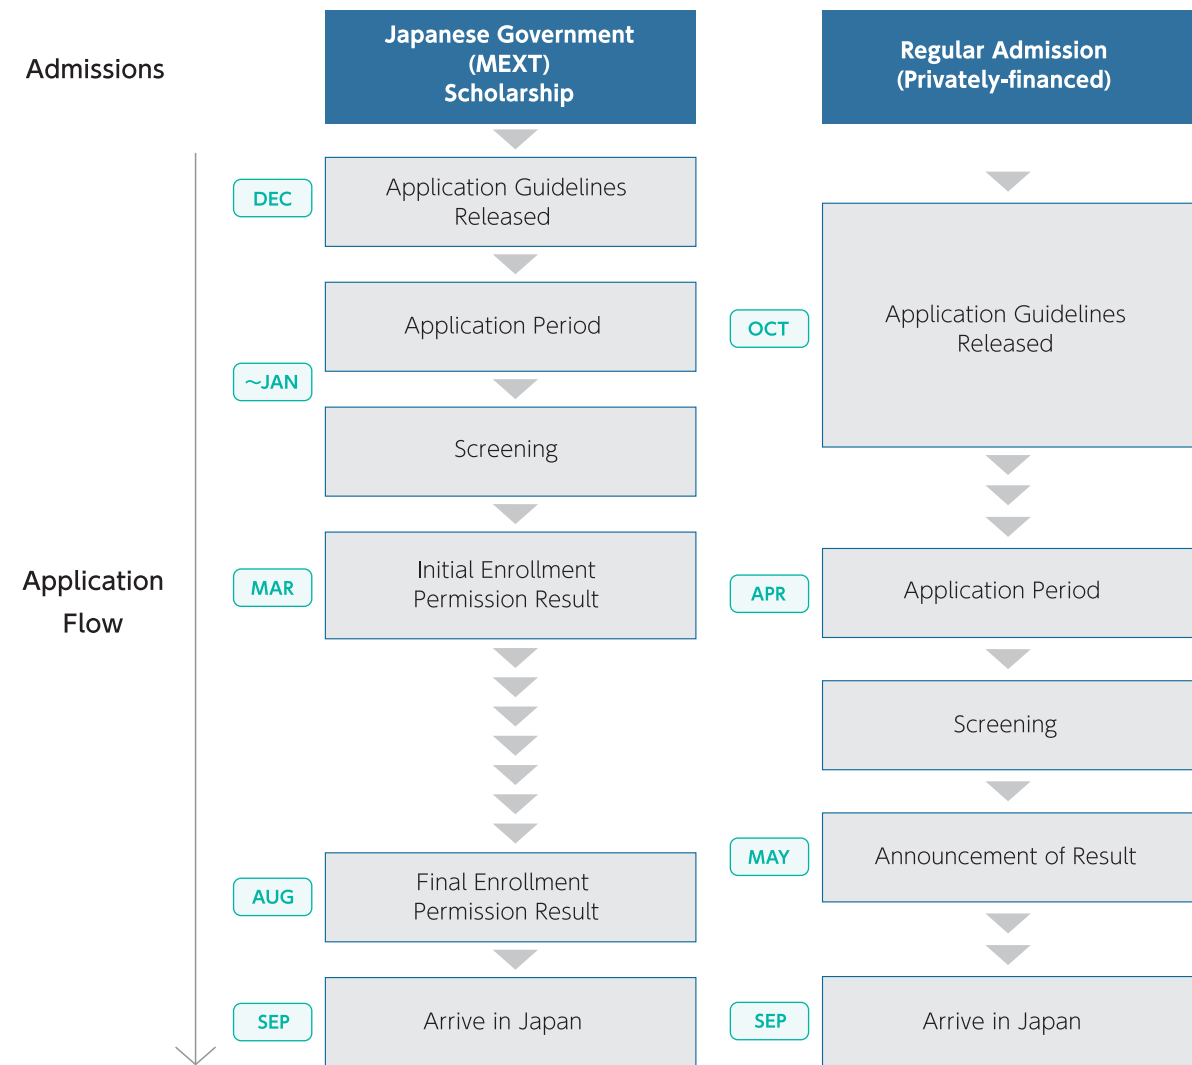 Admissions
Japanese Government
(MEXT)
Scholarship
Regular Admission
(Privately-financed)
Application
Flow
DEC
Application Guidelines
Released
Application Period
~JAN
Screening
MAR
Initial Enrollment
Permission Result
AUG
Final Enrollment
Permission Result
SEP
Arrive in Japan
OCT
Application Guidelines
Released
APR
Application Period
Screening
MAY
Announcement of Result
SEP
Arrive in Japan